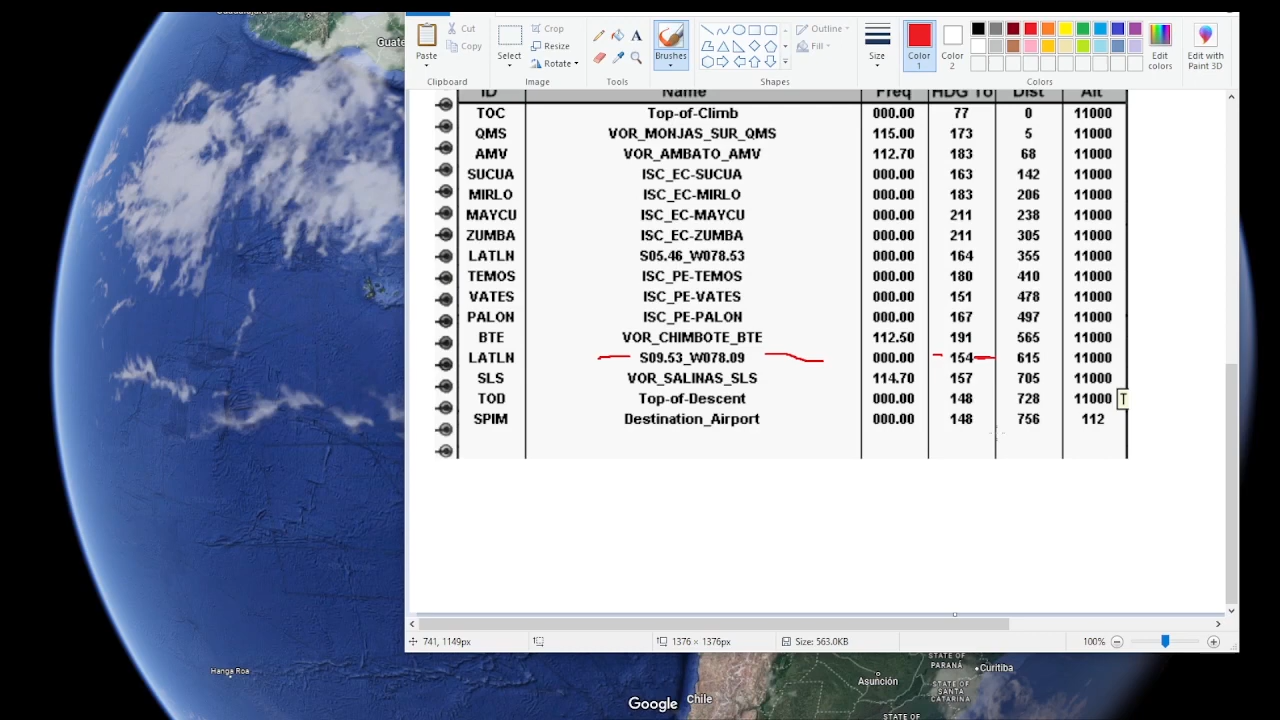 Guate
Paste
Clipboard
Cut
Copy
Select
Crop
Resize
Rotate
Image
Tools
Brushes
Shapes
Outline
Fill
Size
Color 1
Color 2
Edit colors
Colors
Edit with Paint 3D
ID Name Freq HDG To Dist Alt
TOC Top-of-Climb 000.00 77 0 11000
QMS VOR_MONJAS_SUR_QMS 115.00 173 5 11000
AMV VOR_AMBATO_AMV 112.70 183 68 11000
SUCUA ISC_EC-SUCUA 000.00 163 142 11000
MIRLO ISC_EC-MIRLO 000.00 183 206 11000
MAYCU ISC_EC-MAYCU 000.00 211 238 11000
ZUMBA ISC_EC-ZUMBA 000.00 211 305 11000
LATLN S05.46_W078.53 000.00 164 355 11000
TEMOS ISC_PE-TEMOS 000.00 180 410 11000
VATES ISC_PE-VATES 000.00 151 478 11000
PALON ISC_PE-PALON 000.00 167 497 11000
BTE VOR_CHIMBOTE_BTE 112.50 191 565 11000
LATLN S09.53_W078.09 000.00 154 615 11000
SLS VOR_SALINAS_SLS 114.70 157 705 11000
TOD Top-of-Descent 000.00 148 728 11000 T
SPIM Destination_Airport 000.00 148 756 112
741, 1149px 1376 × 1376px Size: 563.0KB 100%
Hanga Roa
Google
Chile
Asunción
STATE OF PARANÁ
Curitiba
STATE OF SANTA CATARINA
STATE OF